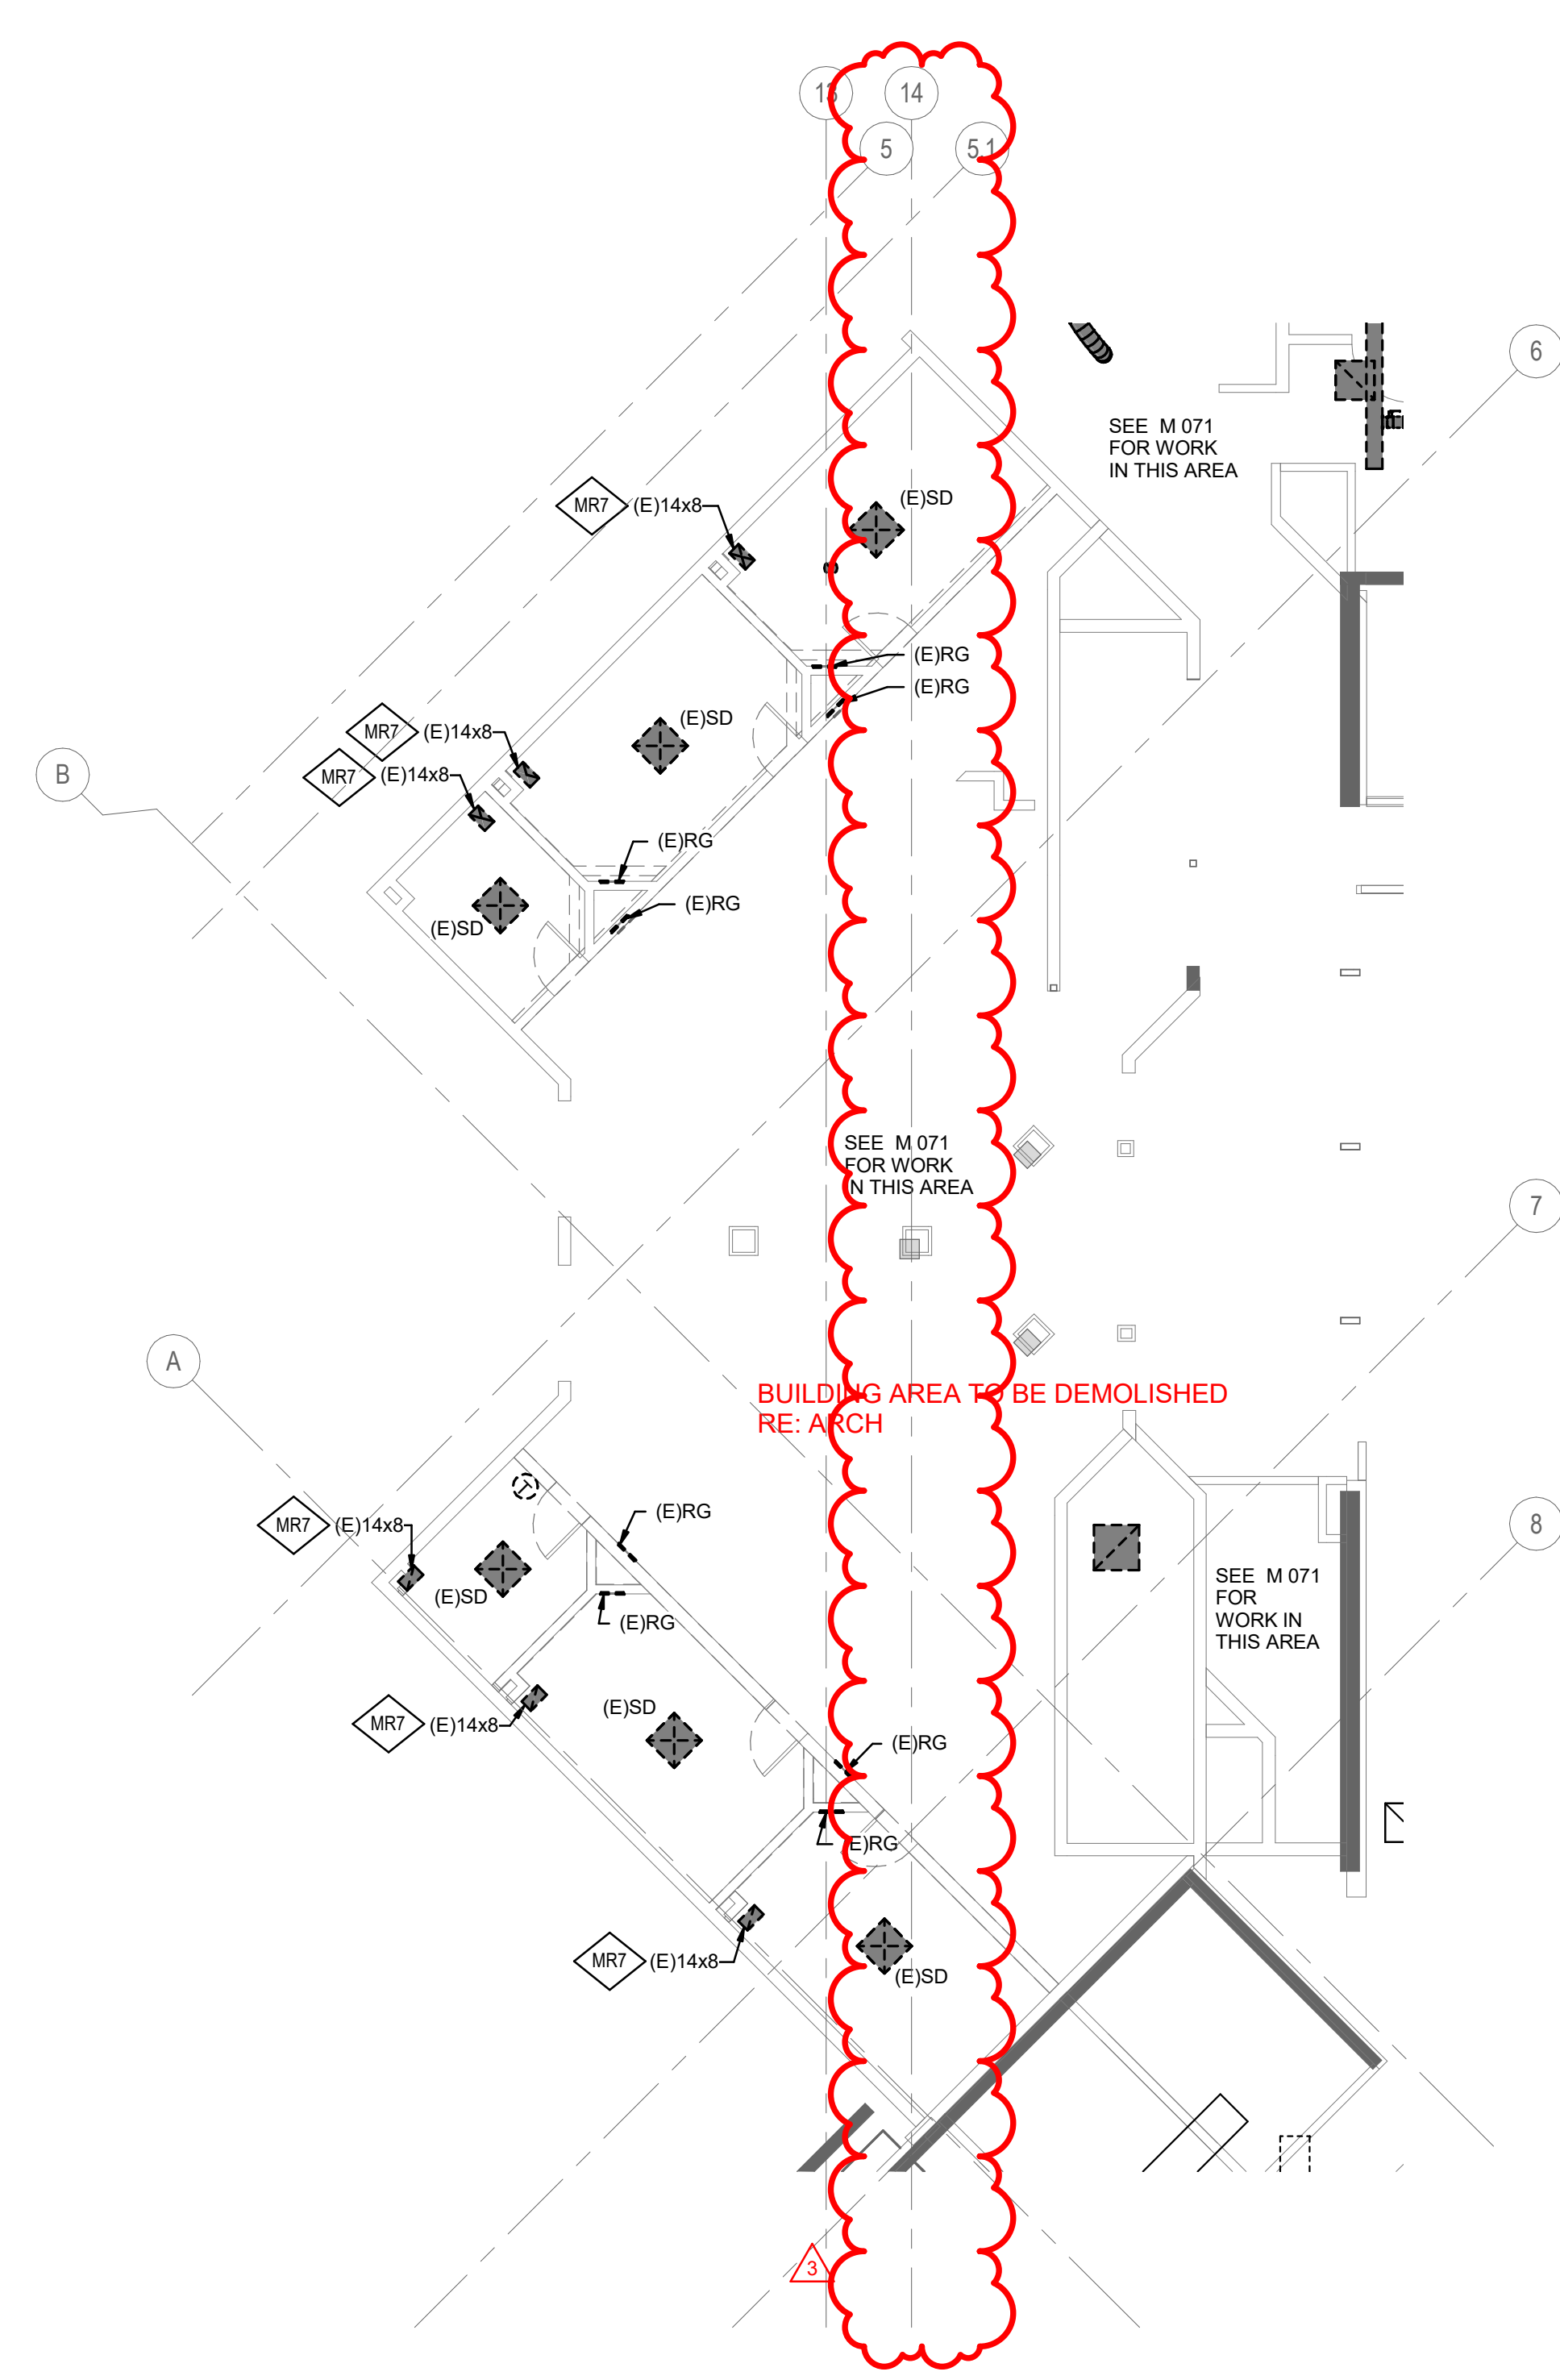 13
14
5
5.1
6
SEE M 071
FOR WORK
IN THIS AREA
MR7
(E)14x8
(E)SD
(E)RG
(E)RG
MR7
(E)14x8
(E)SD
MR7
(E)14x8
B
(E)RG
(E)RG
(E)SD
SEE M 071
FOR WORK
IN THIS AREA
7
A
BUILDING AREA TO BE DEMOLISHED
RE: ARCH
T
(E)RG
MR7
(E)14x8
8
SEE M 071
FOR
WORK IN
THIS AREA
(E)SD
(E)RG
(E)SD
MR7
(E)14x8
(E)RG
(E)RG
MR7
(E)14x8
(E)SD
3